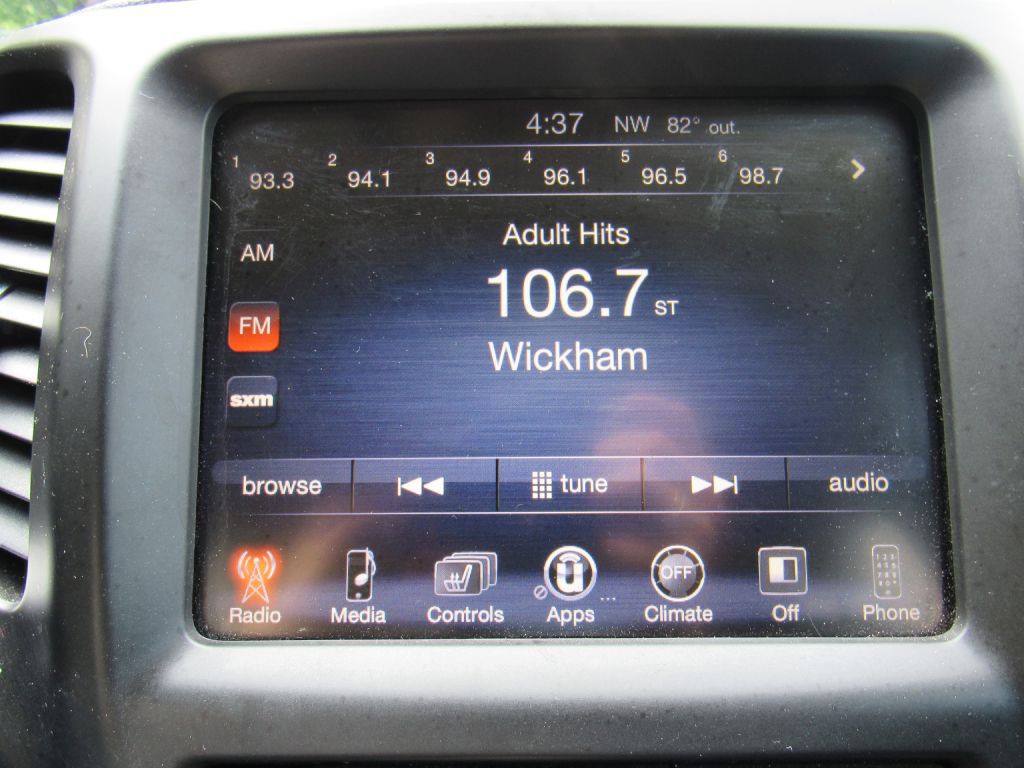 4:37 NW 82° out.
1 93.3 2 94.1 3 94.9 4 96.1 5 96.5 6 98.7
Adult Hits
AM
106.7 ST
FM
Wickham
sxm
browse tune audio
OFF
Radio Media Controls Apps ... Climate Off Phone